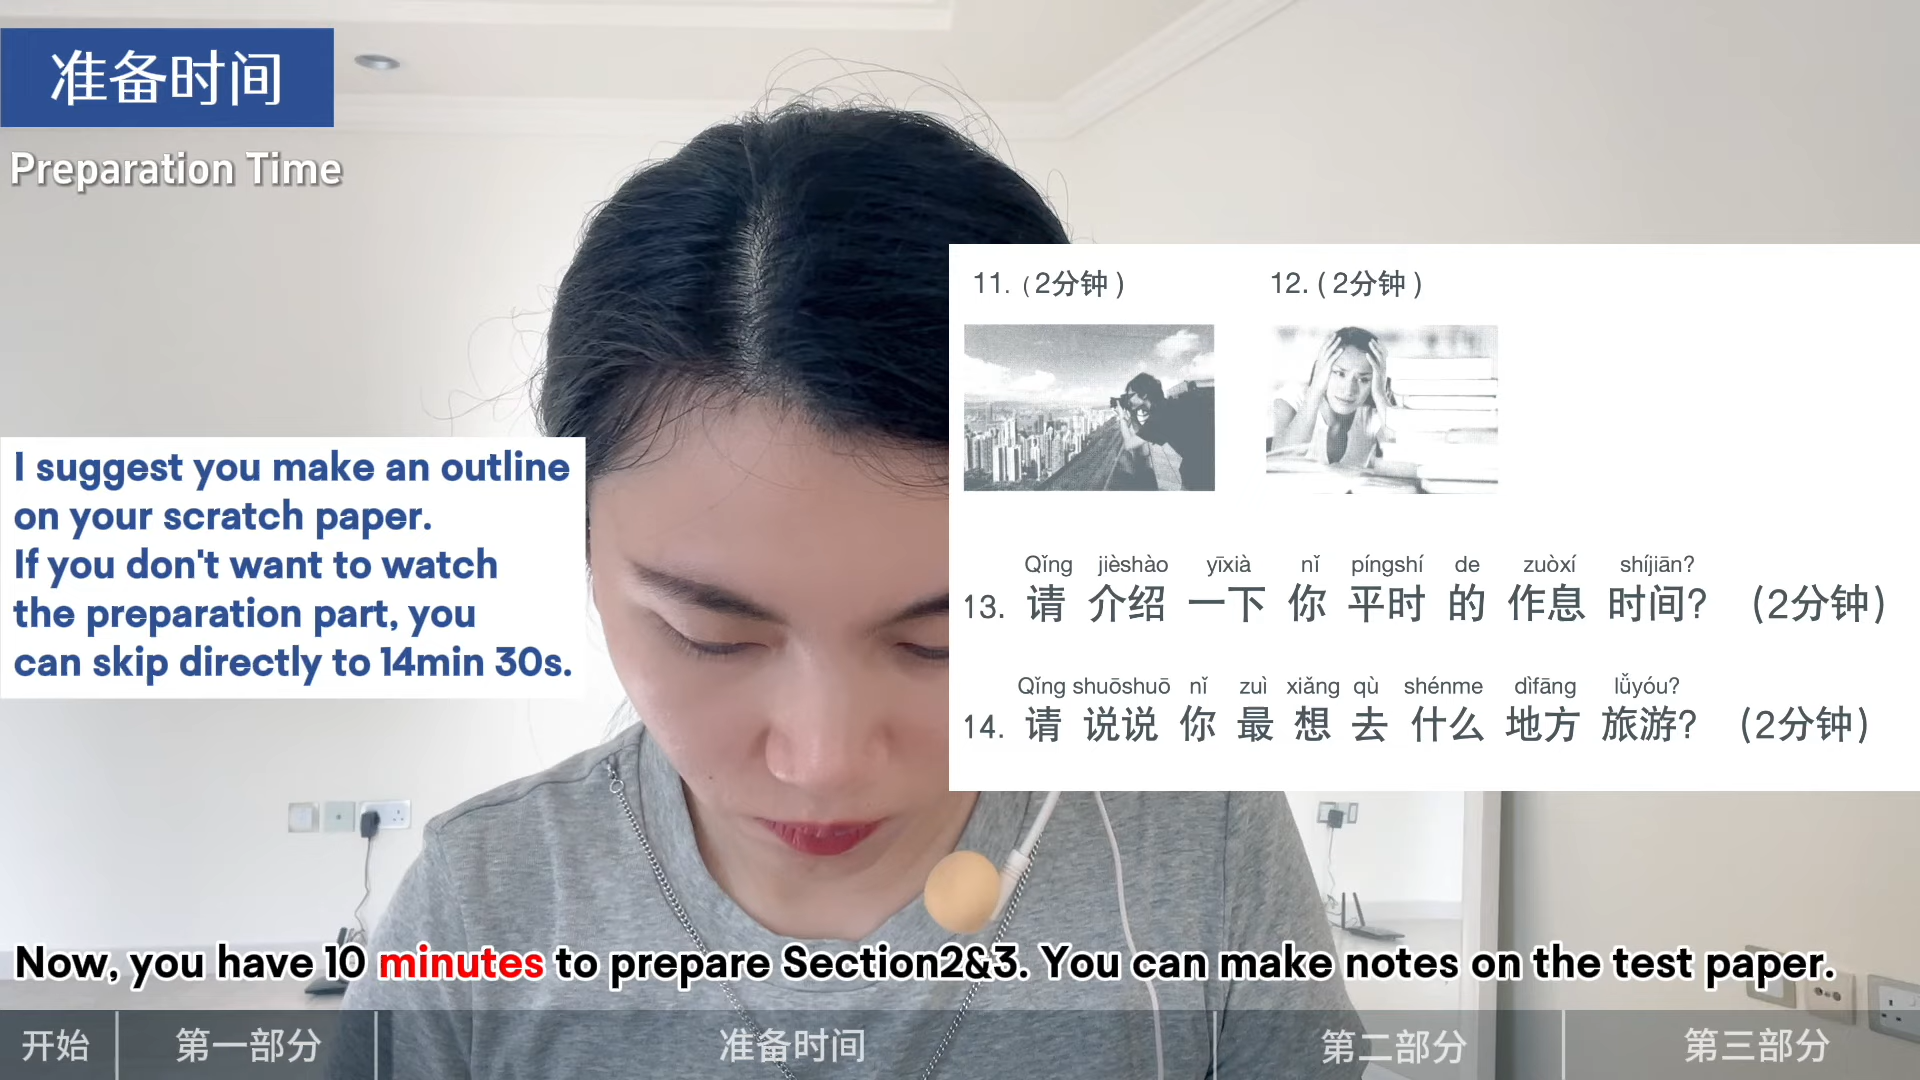 准备时间
Preparation Time
I suggest you make an outline
on your scratch paper.
If you don't want to watch
the preparation part, you
can skip directly to 14min 30s.
11. (2分钟)
12. (2分钟)
Qǐng jièshào yīxià nǐ píngshí de zuòxí shíjiān?
13. 请 介绍 一下 你 平时 的 作息 时间? (2分钟)
Qǐng shuōshuō nǐ zuì xiǎng qù shénme dìfāng lǚyóu?
14. 请 说说 你 最 想 去 什么 地方 旅游? (2分钟)
Now, you have 10 minutes to prepare Section2&3. You can make notes on the test paper.
开始
第一部分
准备时间
第二部分
第三部分